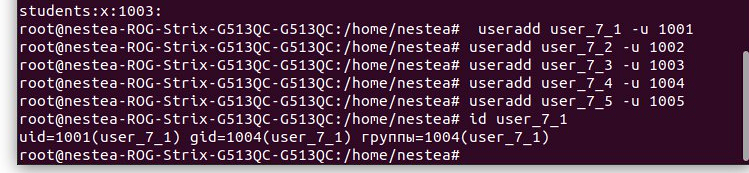 students:x:1003:
root@nestea-ROG-Strix-G513QC-G513QC:/home/nestea#  useradd user_7_1 -u 1001
root@nestea-ROG-Strix-G513QC-G513QC:/home/nestea# useradd user_7_2 -u 1002
root@nestea-ROG-Strix-G513QC-G513QC:/home/nestea# useradd user_7_3 -u 1003
root@nestea-ROG-Strix-G513QC-G513QC:/home/nestea# useradd user_7_4 -u 1004
root@nestea-ROG-Strix-G513QC-G513QC:/home/nestea# useradd user_7_5 -u 1005
root@nestea-ROG-Strix-G513QC-G513QC:/home/nestea# id user_7_1
uid=1001(user_7_1) gid=1004(user_7_1) группы=1004(user_7_1)
root@nestea-ROG-Strix-G513QC-G513QC:/home/nestea#